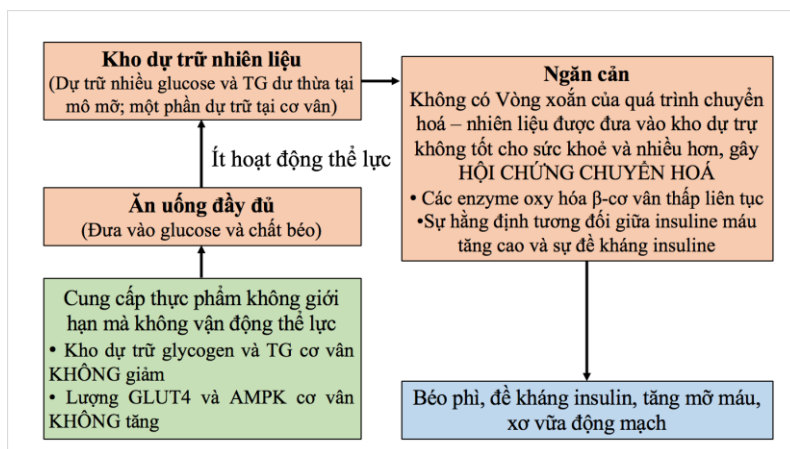 Kho dự trữ nhiên liệu
(Dự trữ nhiều glucose và TG dư thừa tại
mô mỡ; một phần dự trữ tại cơ vân)
Ít hoạt động thể lực
Ăn uống đầy đủ
(Đưa vào glucose và chất béo)
Cung cấp thực phẩm không giới
hạn mà không vận động thể lực
• Kho dự trữ glycogen và TG cơ vân
KHÔNG giảm
• Lượng GLUT4 và AMPK cơ vân
KHÔNG tăng
Ngăn cản
Không có Vòng xoắn của quá trình chuyển
hoá – nhiên liệu được đưa vào kho dự trự
không tốt cho sức khoẻ và nhiều hơn, gây
HỘI CHỨNG CHUYỂN HOÁ
• Các enzyme oxy hóa β-cơ vân thấp liên tục
•Sự hằng định tương đối giữa insuline máu
tăng cao và sự đề kháng insuline
Béo phì, đề kháng insulin, tăng mỡ máu,
xơ vữa động mạch